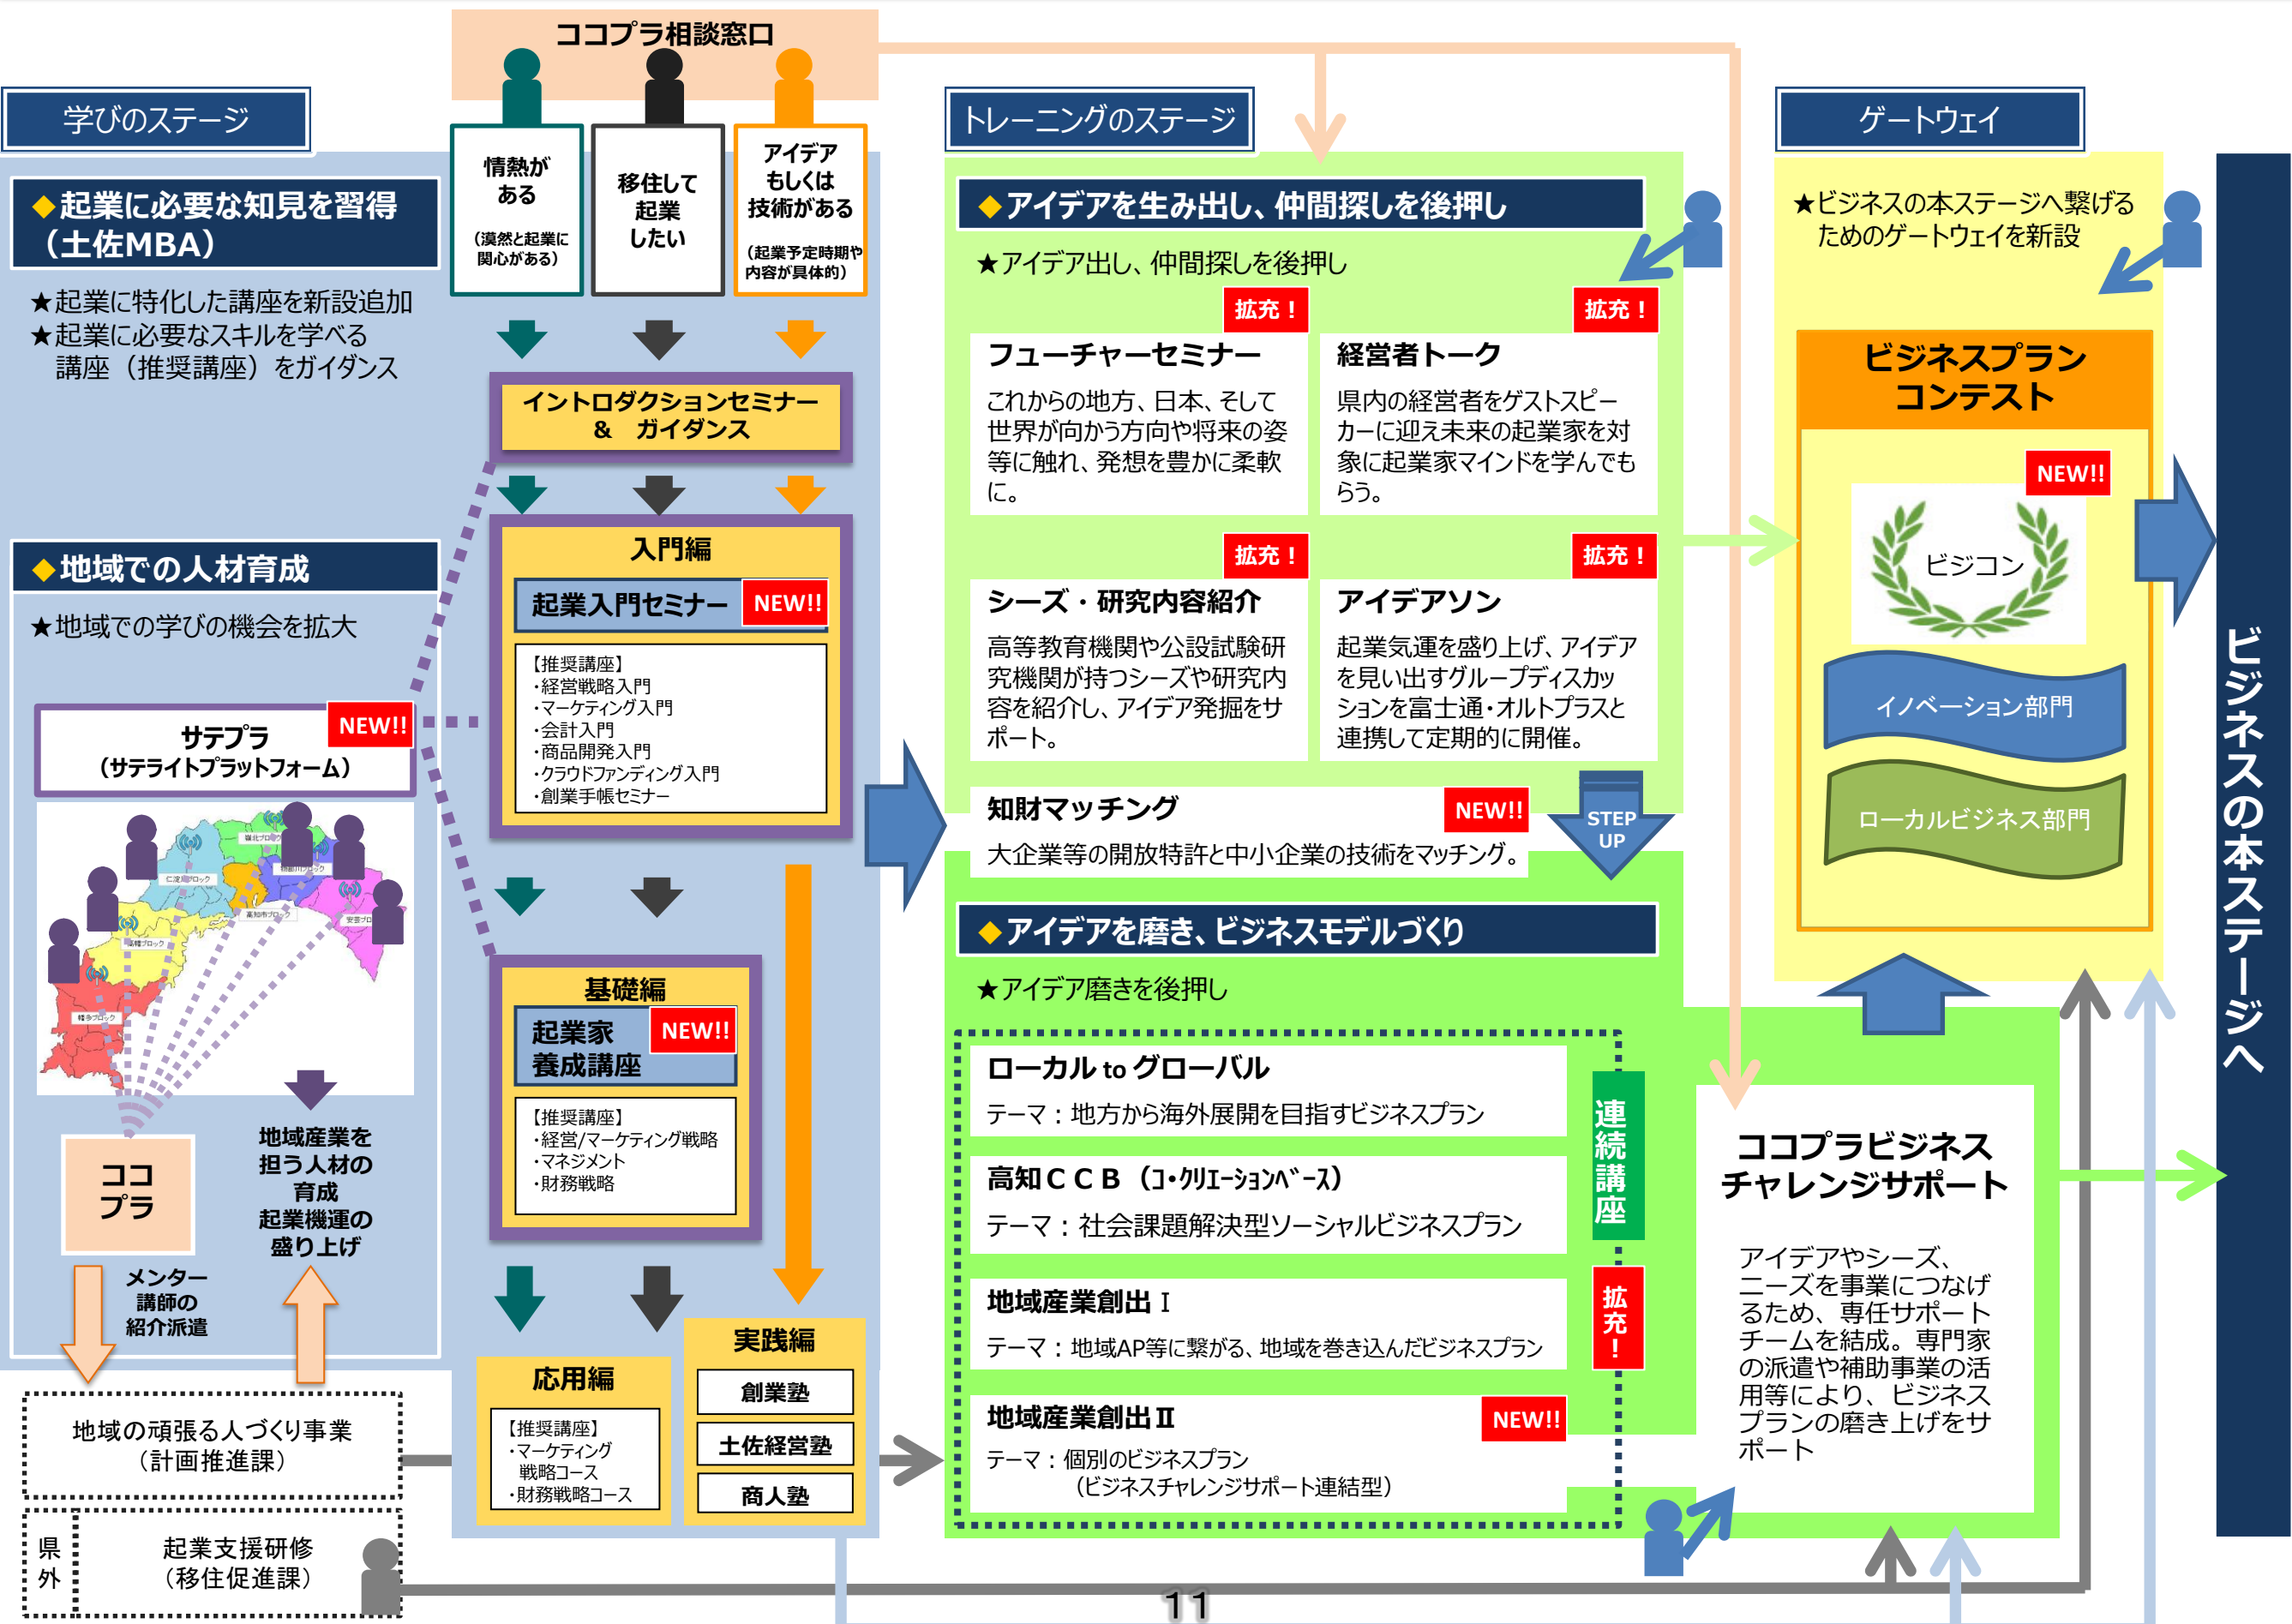 ココプラ相談窓口
学びのステージ
◆起業に必要な知見を習得
（土佐MBA）
★起業に特化した講座を新設追加
★起業に必要なスキルを学べる
講座（推奨講座）をガイダンス
◆地域での人材育成
★地域での学びの機会を拡大
サテプラ
（サテライトプラットフォーム）
NEW!!
嶺北ブロック
仁淀川ブロック
物部川ブロック
高知市ブロック
安芸ブロ
高幡ブロック
幡多ブロック
ココ
プラ
地域産業を
担う人材の
育成
起業機運の
盛り上げ
メンター
講師の
紹介派遣
地域の頑張る人づくり事業
（計画推進課）
県
外
起業支援研修
（移住促進課）
情熱が
ある
（漠然と起業に
関心がある）
移住して
起業
したい
アイデア
もしくは
技術がある
（起業予定時期や
内容が具体的）
イントロダクションセミナー
&　ガイダンス
入門編
起業入門セミナー
NEW!!
【推奨講座】
・経営戦略入門
・マーケティング入門
・会計入門
・商品開発入門
・クラウドファンディング入門
・創業手帳セミナー
基礎編
起業家
養成講座
NEW!!
【推奨講座】
・経営/マーケティング戦略
・マネジメント
・財務戦略
応用編
【推奨講座】
・マーケティング
戦略コース
・財務戦略コース
実践編
創業塾
土佐経営塾
商人塾
トレーニングのステージ
◆アイデアを生み出し、仲間探しを後押し
★アイデア出し、仲間探しを後押し
拡充！
フューチャーセミナー
これからの地方、日本、そして
世界が向かう方向や将来の姿
等に触れ、発想を豊かに柔軟
に。
拡充！
経営者トーク
県内の経営者をゲストスピー
カーに迎え未来の起業家を対
象に起業家マインドを学んでも
らう。
拡充！
シーズ・研究内容紹介
高等教育機関や公設試験研
究機関が持つシーズや研究内
容を紹介し、アイデア発掘をサ
ポート。
拡充！
アイデアソン
起業気運を盛り上げ、アイデア
を見い出すグループディスカッ
ションを富士通・オルトプラスと
連携して定期的に開催。
知財マッチング
NEW!!
大企業等の開放特許と中小企業の技術をマッチング。
STEP
UP
◆アイデアを磨き、ビジネスモデルづくり
★アイデア磨きを後押し
ローカル to グローバル
テーマ：地方から海外展開を目指すビジネスプラン
高知ＣＣＢ（ｺ・ｸﾘｴｰｼｮﾝﾍﾞｰｽ）
テーマ：社会課題解決型ソーシャルビジネスプラン
地域産業創出Ⅰ
テーマ：地域AP等に繋がる、地域を巻き込んだビジネスプラン
地域産業創出Ⅱ
NEW!!
テーマ：個別のビジネスプラン
（ビジネスチャレンジサポート連結型）
連続講座
拡充！
ココプラビジネス
チャレンジサポート
アイデアやシーズ、
ニーズを事業につなげ
るため、専任サポート
チームを結成。専門家
の派遣や補助事業の活
用等により、ビジネス
プランの磨き上げをサ
ポート
ゲートウェイ
★ビジネスの本ステージへ繋げる
ためのゲートウェイを新設
ビジネスプラン
コンテスト
NEW!!
ビジコン
イノベーション部門
ローカルビジネス部門
ビジネスの本ステージへ
11